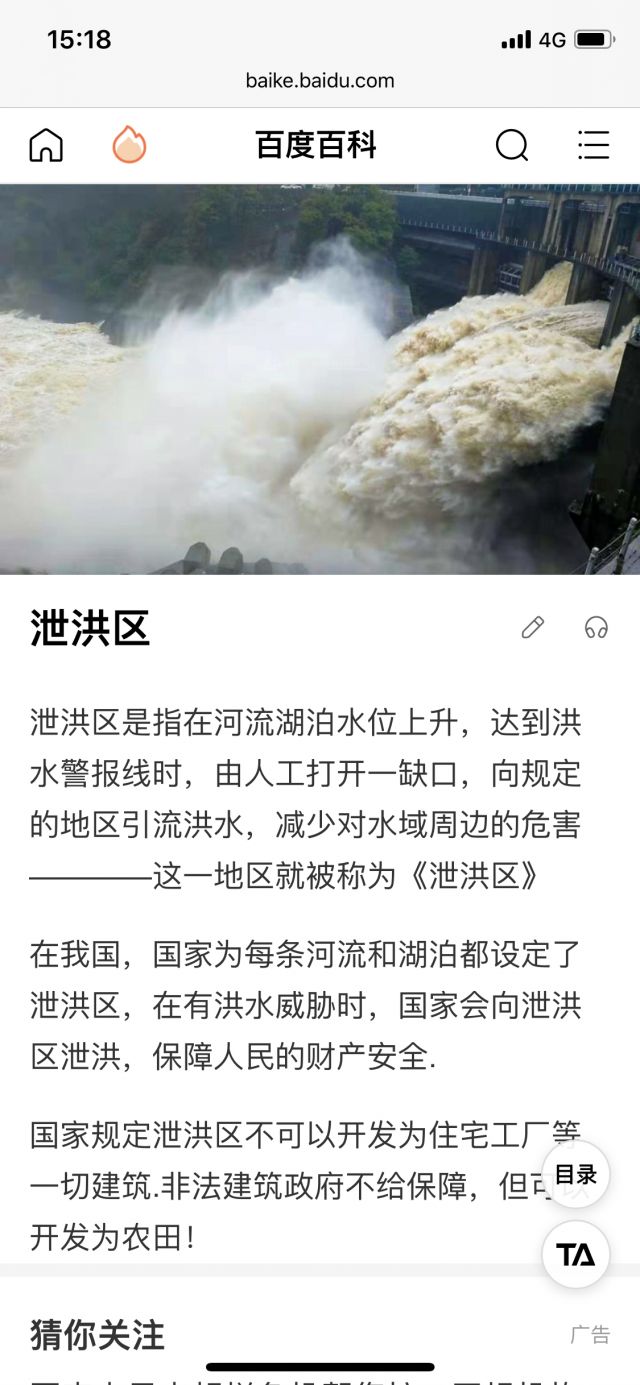 15:18
4G
baike.baidu.com
百度百科
泄洪区
泄洪区是指在河流湖泊水位上升，达到洪
水警报线时，由人工打开一缺口，向规定
的地区引流洪水，减少对水域周边的危害
————这一地区就被称为《泄洪区》
在我国，国家为每条河流和湖泊都设定了
泄洪区，在有洪水威胁时，国家会向泄洪
区泄洪，保障人民的财产安全.
国家规定泄洪区不可以开发为住宅工厂等
一切建筑.非法建筑政府不给保障，但可以
开发为农田！
目录
TA
猜你关注
广告